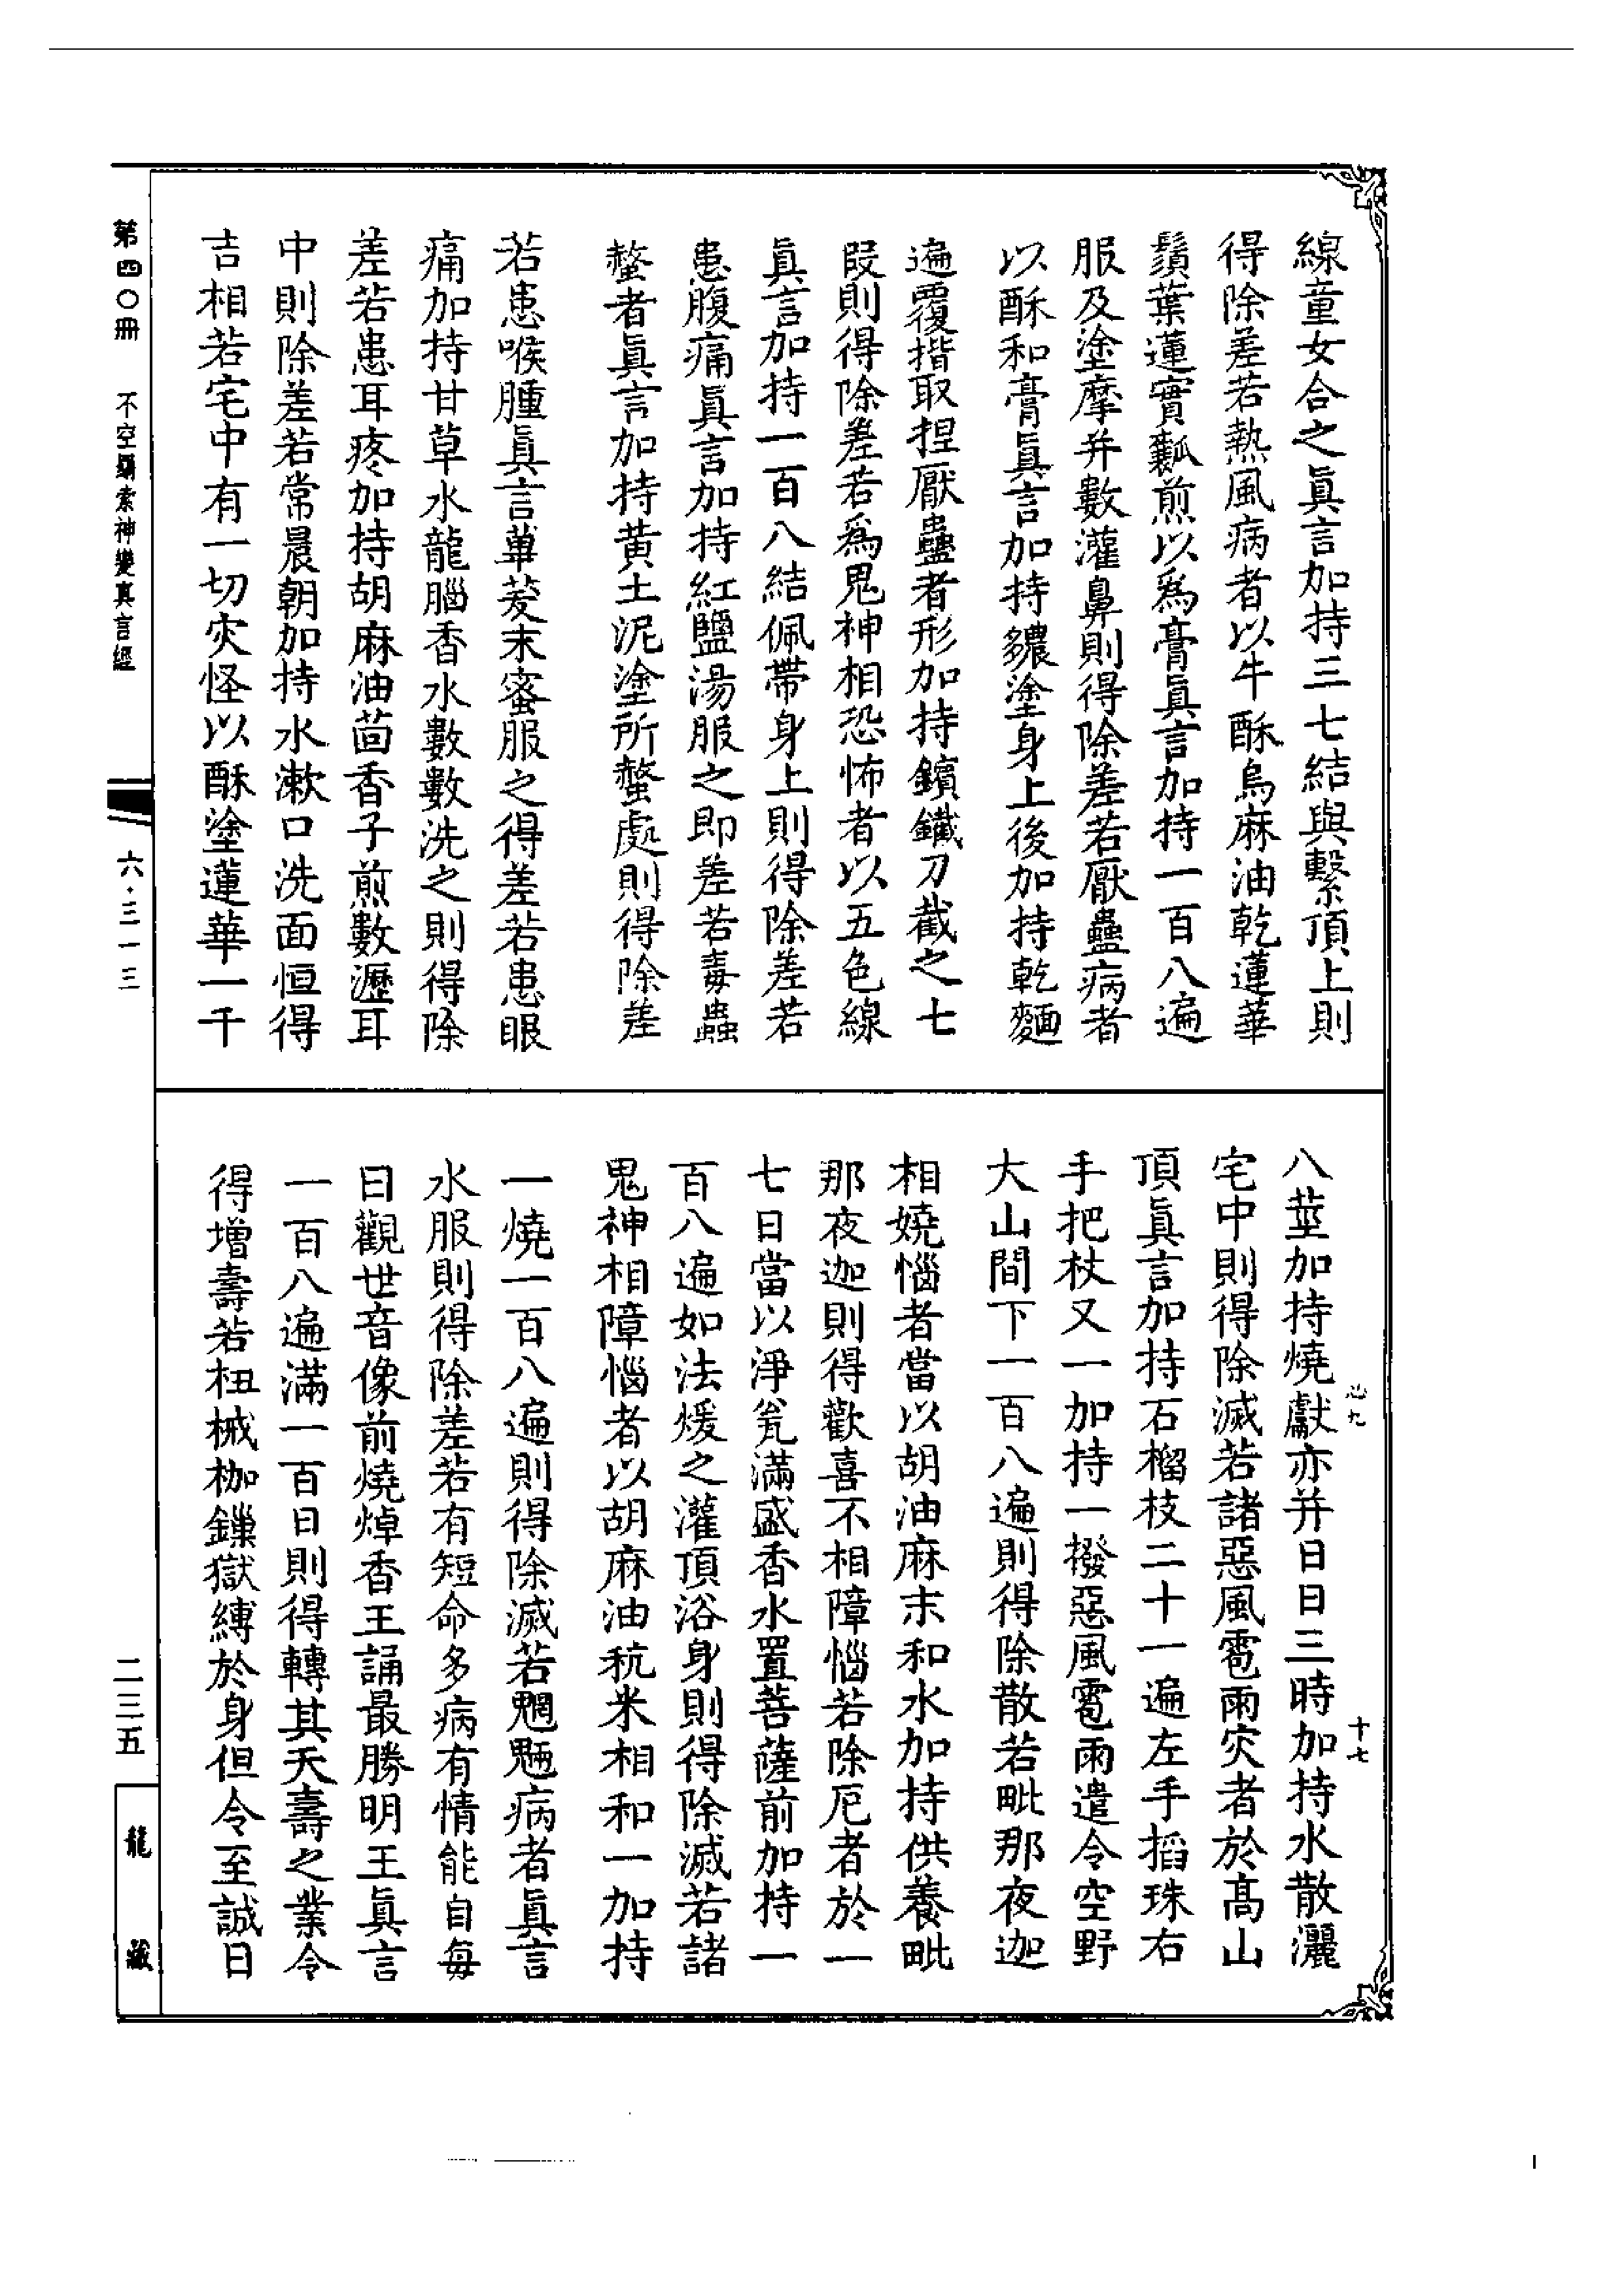 線童女合之眞言加持三七結與繫頂上則
得除差若熱風病者以牛酥烏麻油乾蓮華
鬚葉蓮實瓤煎以爲膏眞言加持一百八遍
服及塗摩并數灌鼻則得除差若厭蠱病者
以酥和膏眞言加持貑塗身上後加持乾麵
遍覆揩取捏厭蠱者形加持鑌鐵刀截之七
段則得除差若爲鬼神相恐怖者以五色線
眞言加持一百八結佩帶身上則得除差若
患腹痛眞言加持紅鹽湯服之即差若毒蟲
螫者眞言加持黃土泥塗所螫處則得除差
若患喉腫眞言蓽茇末蜜服之得差若患眼
痛加持甘草水龍腦香水數數洗之則得除
差若患耳疼加持胡麻油茴香子煎數瀝耳
中則除差若常晨朝加持水漱口洗面恒得
吉相若宅中有一切灾怪以酥塗蓮華一千
八莖加持燒獻亦并日日三時加持水散灑
宅中則得除滅若諸惡風雹雨灾者於高山
頂眞言加持石榴枝二十一遍左手搯珠右
手把杖又一加持一撥惡風雹雨遣令空野
大山間下一百八遍則得除散若毗那夜迦
相嬈惱者當以胡油麻末和水加持供養毗
那夜迦則得歡喜不相障惱若除厄者於一
七日當以淨瓮滿盛香水置菩薩前加持一
百八遍如法煖之灌頂浴身則得除滅若諸
鬼神相障惱者以胡麻油秔米相和一加持
一燒一百八遍則得除滅若魍魎病者眞言
水服則得除差若有短命多病有情能自每
日觀世音像前燒焯香王誦最勝明王眞言
一百八遍滿一百日則得轉其夭壽之業令
得增壽若杻械枷鏁獄縛於身但令至誠日
十七
第四〇冊 不空羂索神變真言經
六·三一三
二三五
龍藏